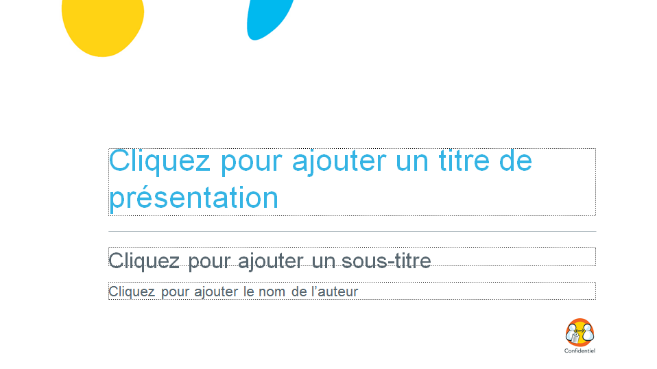 Cliquez pour ajouter un titre de
présentation
Cliquez pour ajouter un sous-titre
Cliquez pour ajouter le nom de l’auteur
Confidentiel